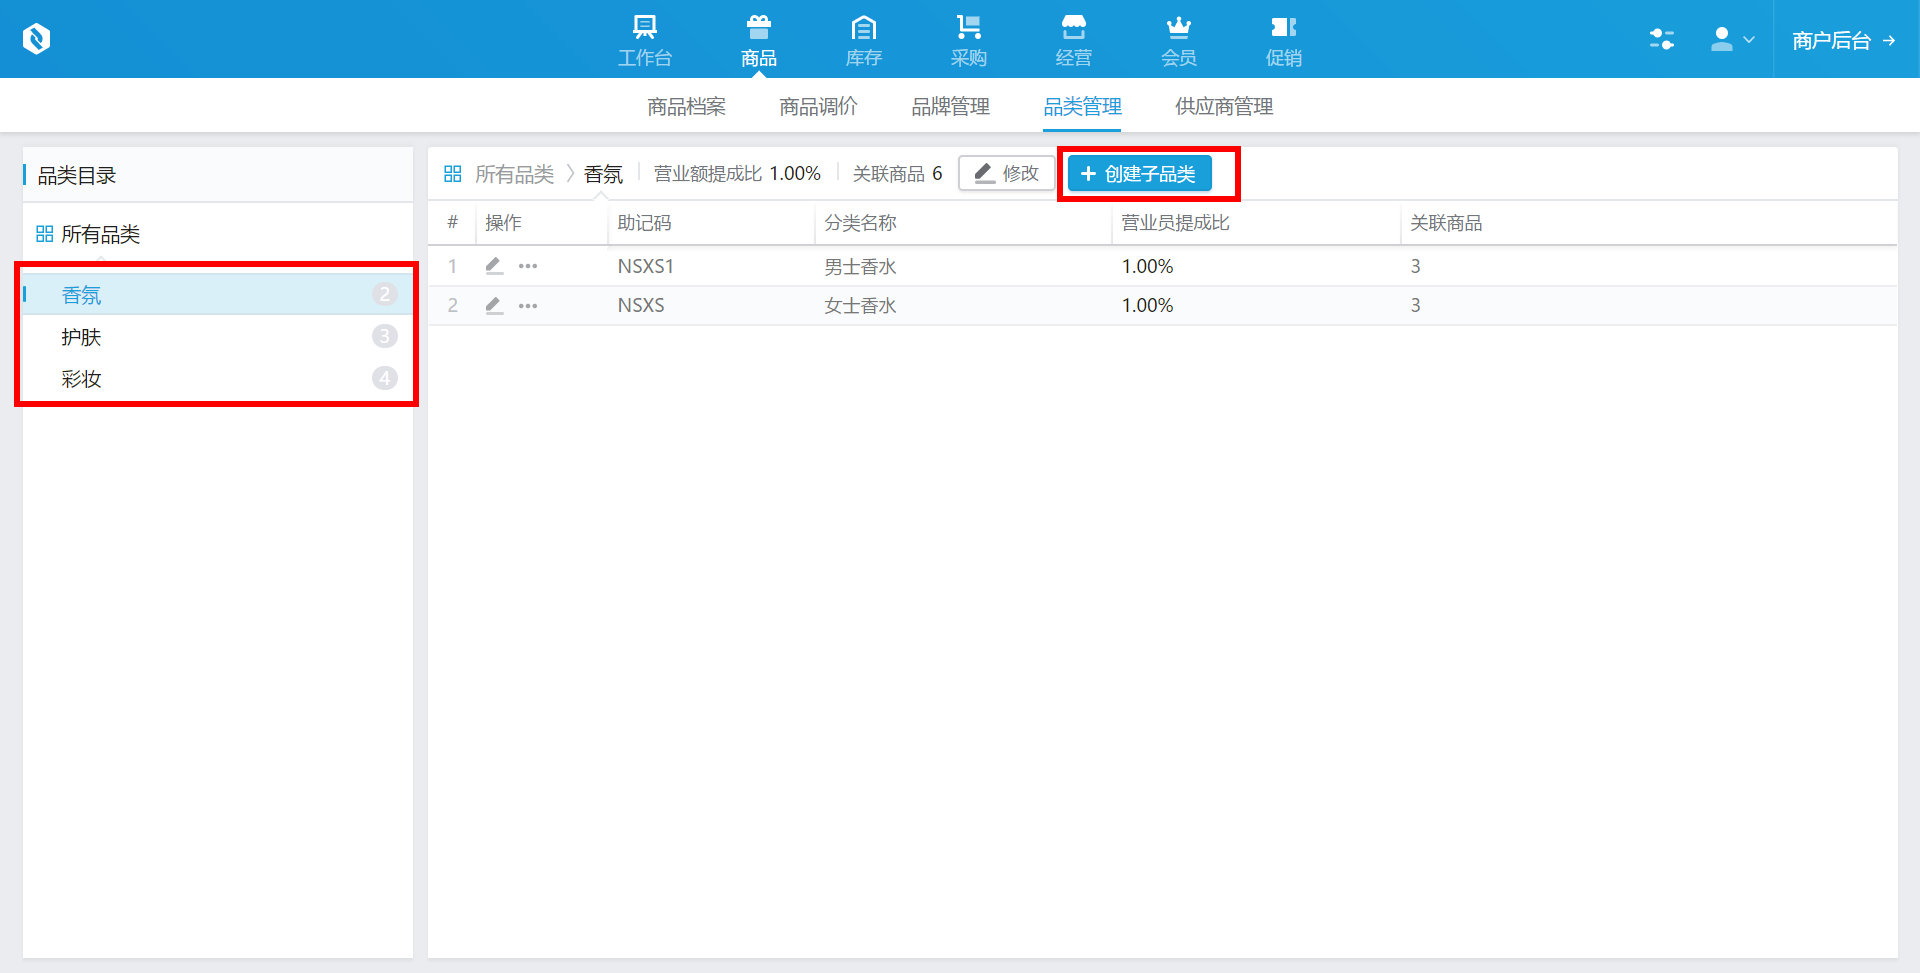 工作台 商品 库存 采购 经营 会员 促销 商户后台
商品档案 商品调价 品牌管理 品类管理 供应商管理
品类目录
所有品类
香氛 2
护肤 3
彩妆 4
所有品类 香氛 营业额提成比 1.00% 关联商品 6 修改 + 创建子品类
# 操作 助记码 分类名称 营业员提成比 关联商品
1 NSXS1 男士香水 1.00% 3
2 NSXS 女士香水 1.00% 3